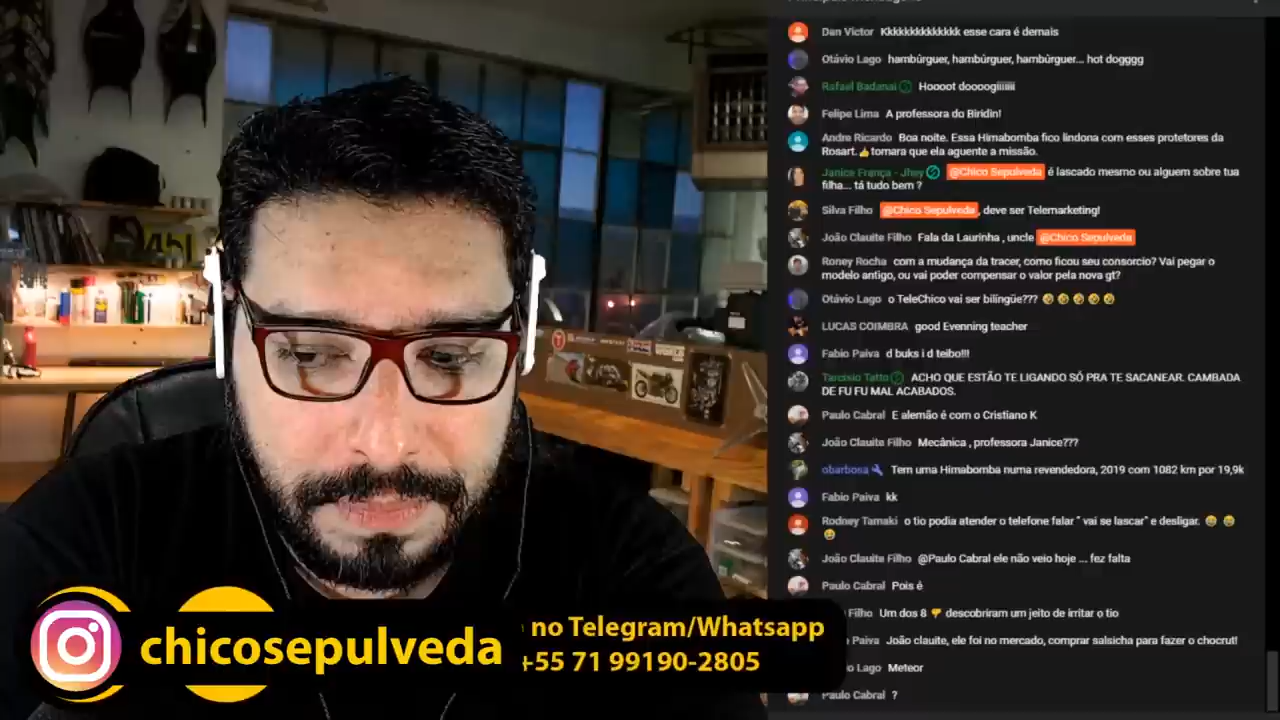 Dan Victor Kkkkkkkkkkkkk esse cara é demais
Otávio Lago hambúrguer, hambúrguer, hambúrguer... hot dogggg
Rafael Badanai Hoooot doooogiiiiiii
Felipe Lima A professora do Biridin!
Andre Ricardo Boa noite. Essa Himabomba fico lindona com esses protetores da
Rosart.👍tomara que ela aguente a missão.
Janice França - Jhey @Chico Sepulveda é lascado mesmo ou alguem sobre tua
filha... tá tudo bem ?
Silva Filho @Chico Sepulveda, deve ser Telemarketing!
João Clauite Filho Fala da Laurinha , uncle @Chico Sepulveda
Roney Rocha com a mudança da tracer, como ficou seu consorcio? Vai pegar o
modelo antigo, ou vai poder compensar o valor pela nova gt?
Otávio Lago o TeleChico vai ser bilingüe??? 🤣🤣🤣🤣🤣
LUCAS COIMBRA good Evenning teacher
Fabio Paiva d buks i d teibo!!!
Tarcisio Tatto ACHO QUE ESTÃO TE LIGANDO SÓ PRA TE SACANEAR. CAMBADA
DE FU FU MAL ACABADOS.
Paulo Cabral E alemão é com o Cristiano K
João Clauite Filho Mecânica , professora Janice???
obarbosa Tem uma Himabomba numa revendedora, 2019 com 1082 km por 19,9k
Fabio Paiva kk
Rodney Tamaki o tio podia atender o telefone falar " vai se lascar" e desligar. 😂 😂
😂
João Clauite Filho @Paulo Cabral ele não veio hoje ... fez falta
Paulo Cabral Pois é
Filho Um dos 8 👎 descobriram um jeito de irritar o tio
Paiva João clauite, ele foi no mercado, comprar salsicha para fazer o chocrut!
Lago Meteor
Paulo Cabral ?
chicosepulveda
no Telegram/Whatsapp
+55 71 99190-2805